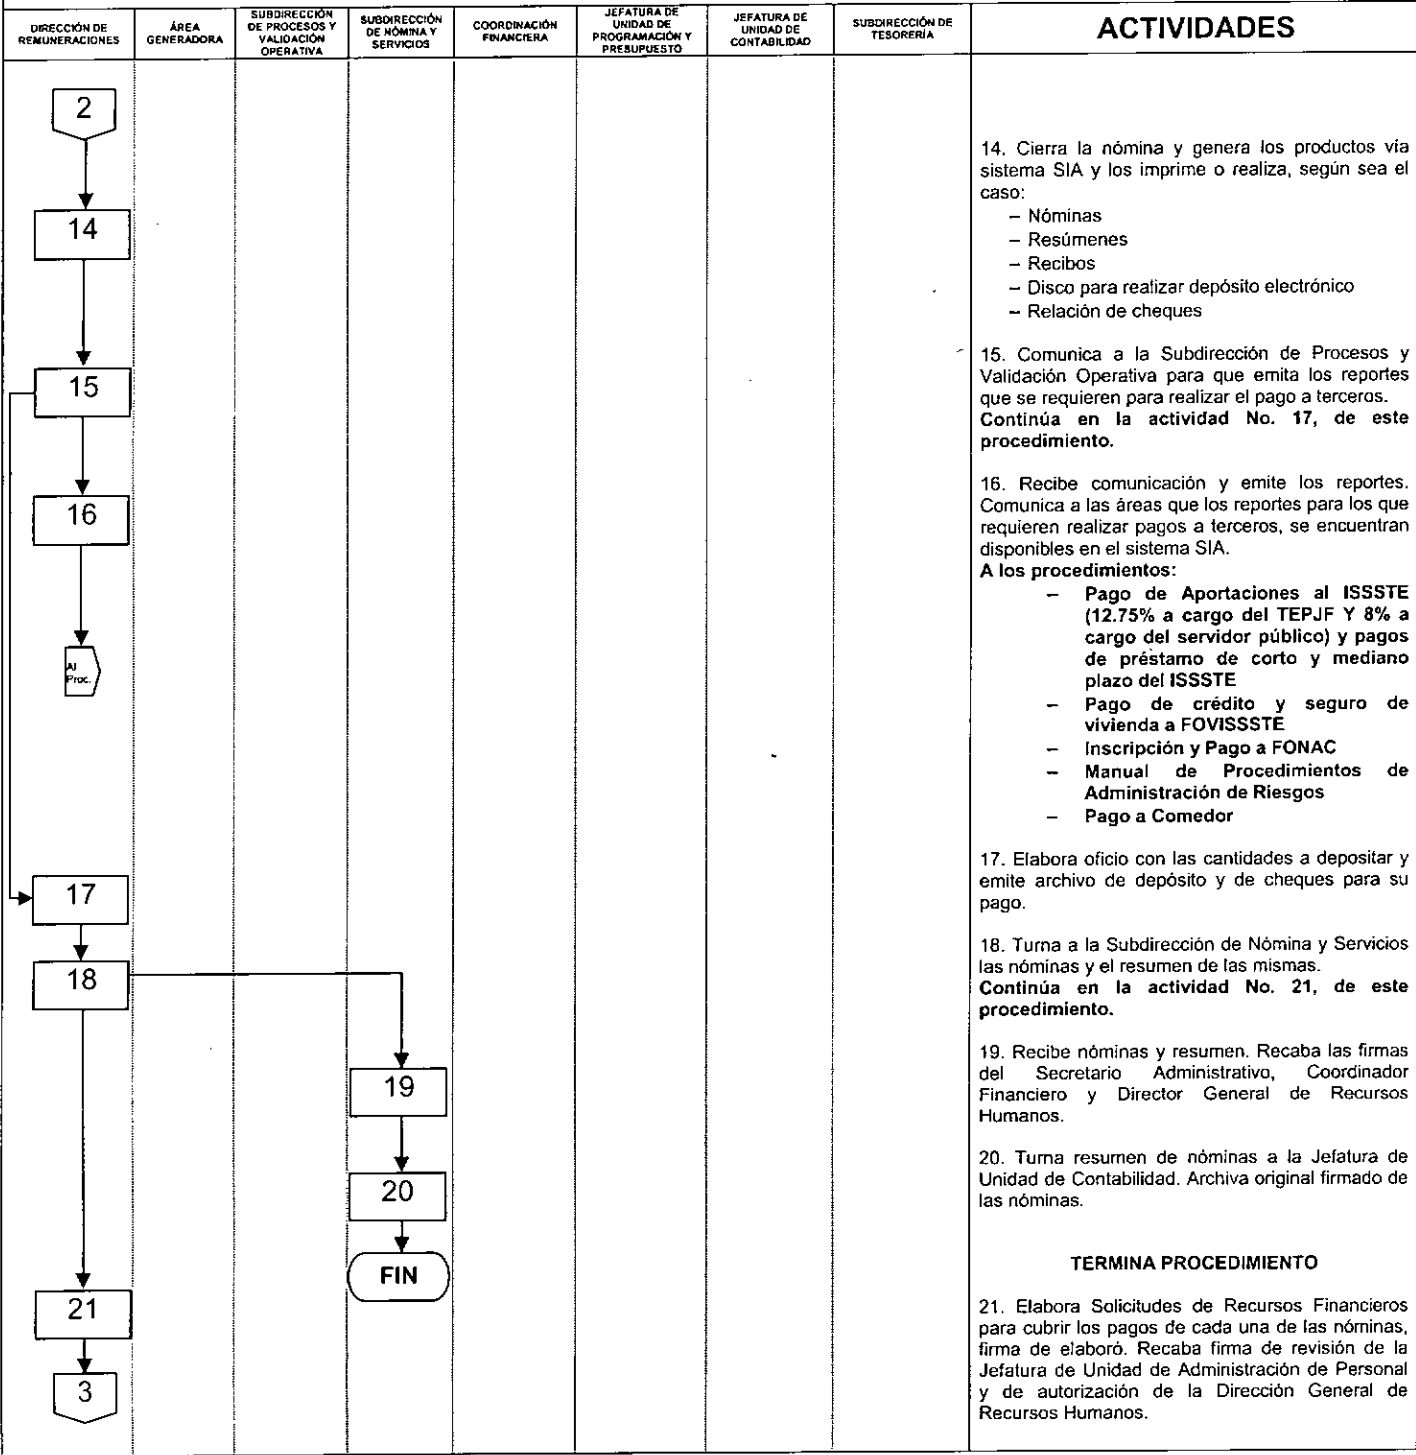 DIRECCIÓN DE
REMUNERACIONES
ÁREA
GENERADORA
SUBDIRECCIÓN
DE PROCESOS Y
VALIDACIÓN
OPERATIVA
SUBDIRECCIÓN
DE NÓMINA Y
SERVICIOS
COORDINACIÓN
FINANCIERA
JEFATURA DE
UNIDAD DE
PROGRAMACIÓN Y
PRESUPUESTO
JEFATURA DE
UNIDAD DE
CONTABILIDAD
SUBDIRECCIÓN DE
TESORERÍA
ACTIVIDADES
2
14
15
16
Al
Proc.
17
18
19
20
FIN
21
3
14. Cierra la nómina y genera los productos vía
sistema SIA y los imprime o realiza, según sea el
caso:
– Nóminas
– Resúmenes
– Recibos
– Disco para realizar depósito electrónico
– Relación de cheques
15. Comunica a la Subdirección de Procesos y
Validación Operativa para que emita los reportes
que se requieren para realizar el pago a terceros.
Continúa en la actividad No. 17, de este
procedimiento.
16. Recibe comunicación y emite los reportes.
Comunica a las áreas que los reportes para los que
requieren realizar pagos a terceros, se encuentran
disponibles en el sistema SIA.
A los procedimientos:
– Pago de Aportaciones al ISSSTE
(12.75% a cargo del TEPJF Y 8% a
cargo del servidor público) y pagos
de préstamo de corto y mediano
plazo del ISSSTE
– Pago de crédito y seguro de
vivienda a FOVISSSTE
– Inscripción y Pago a FONAC
– Manual de Procedimientos de
Administración de Riesgos
– Pago a Comedor
17. Elabora oficio con las cantidades a depositar y
emite archivo de depósito y de cheques para su
pago.
18. Turna a la Subdirección de Nómina y Servicios
las nóminas y el resumen de las mismas.
Continúa en la actividad No. 21, de este
procedimiento.
19. Recibe nóminas y resumen. Recaba las firmas
del Secretario Administrativo, Coordinador
Financiero y Director General de Recursos
Humanos.
20. Turna resumen de nóminas a la Jefatura de
Unidad de Contabilidad. Archiva original firmado de
las nóminas.
TERMINA PROCEDIMIENTO
21. Elabora Solicitudes de Recursos Financieros
para cubrir los pagos de cada una de las nóminas,
firma de elaboró. Recaba firma de revisión de la
Jefatura de Unidad de Administración de Personal
y de autorización de la Dirección General de
Recursos Humanos.